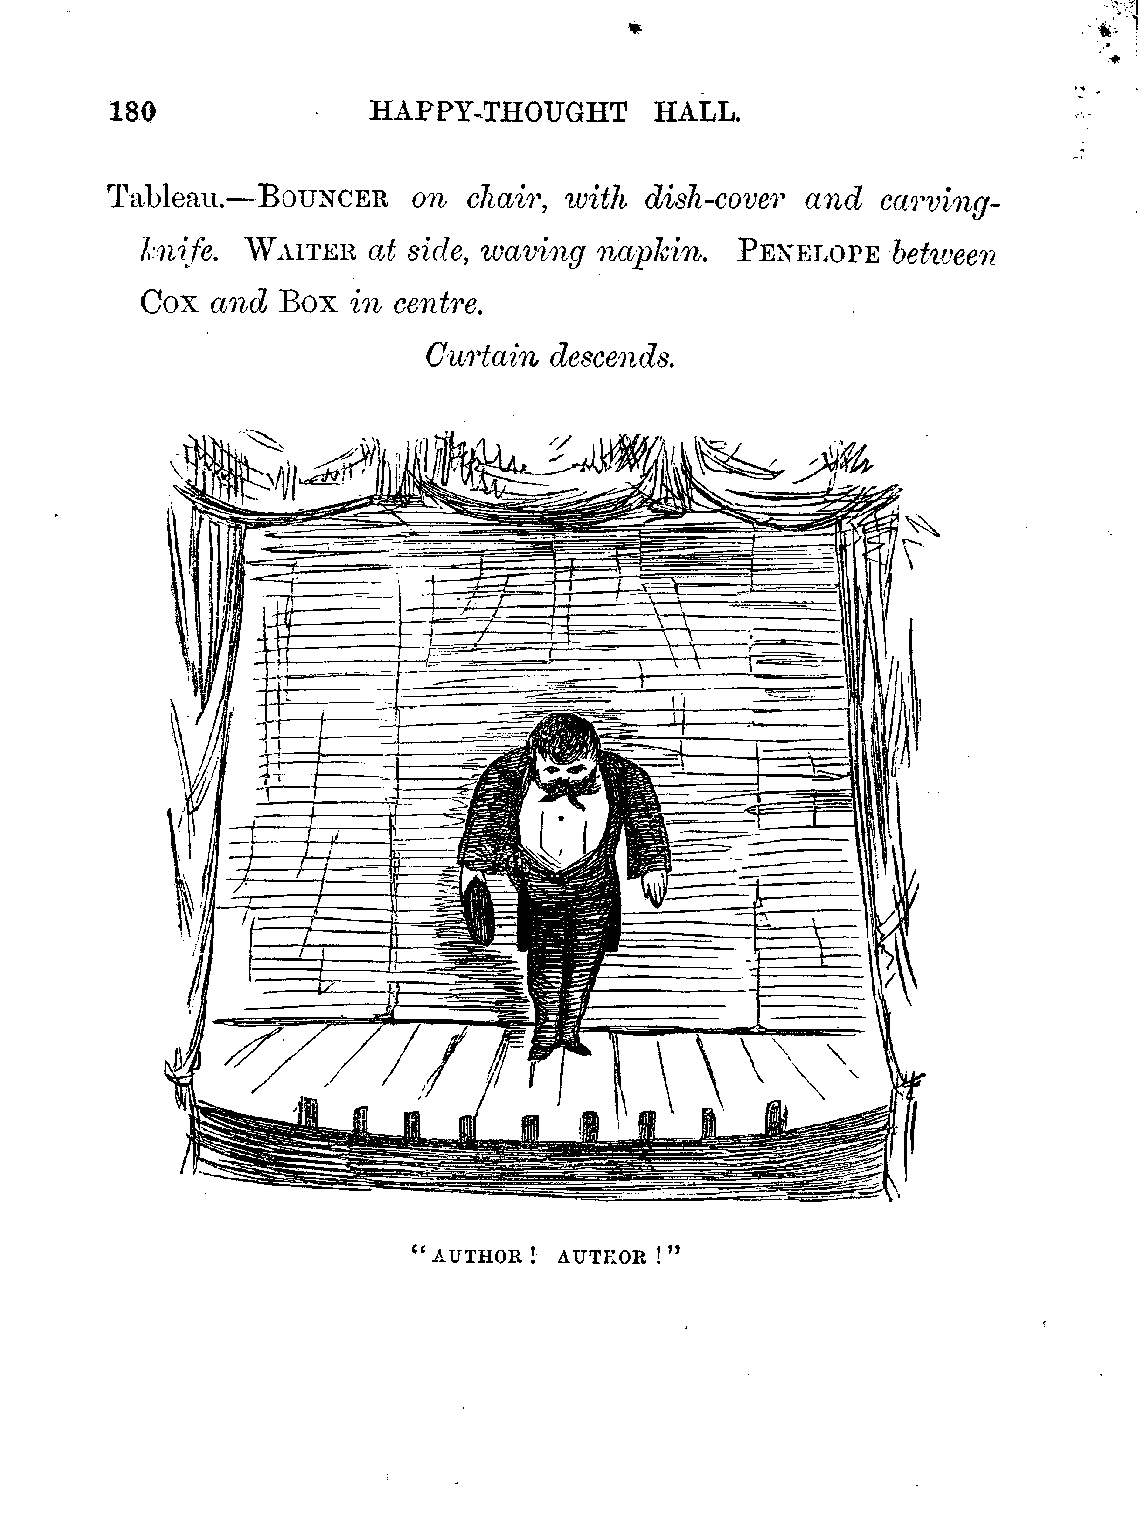 180 HAPPY-THOUGHT HALL.
Tableau.—BOUNCER on chair, with dish-cover and carving-
knife. WAITER at side, waving napkin. PENELOPE between
COX and BOX in centre.
Curtain descends.
“AUTHOR! AUTHOR!”